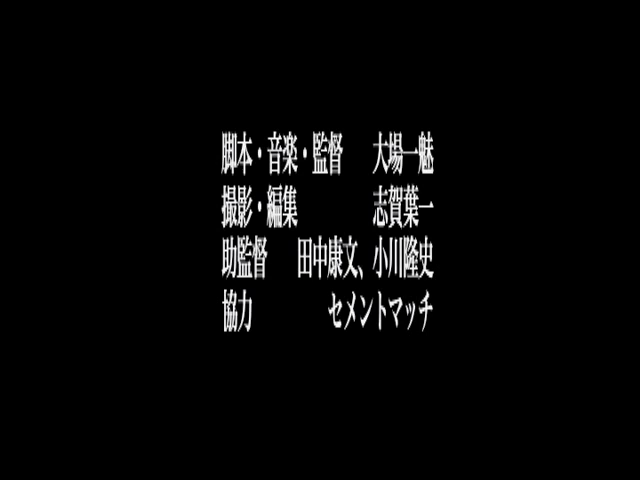 脚本・音楽・監督　大場一魅
撮影・編集　志賀葉一
助監督　田中康文、小川隆史
協力　セメントマッチ